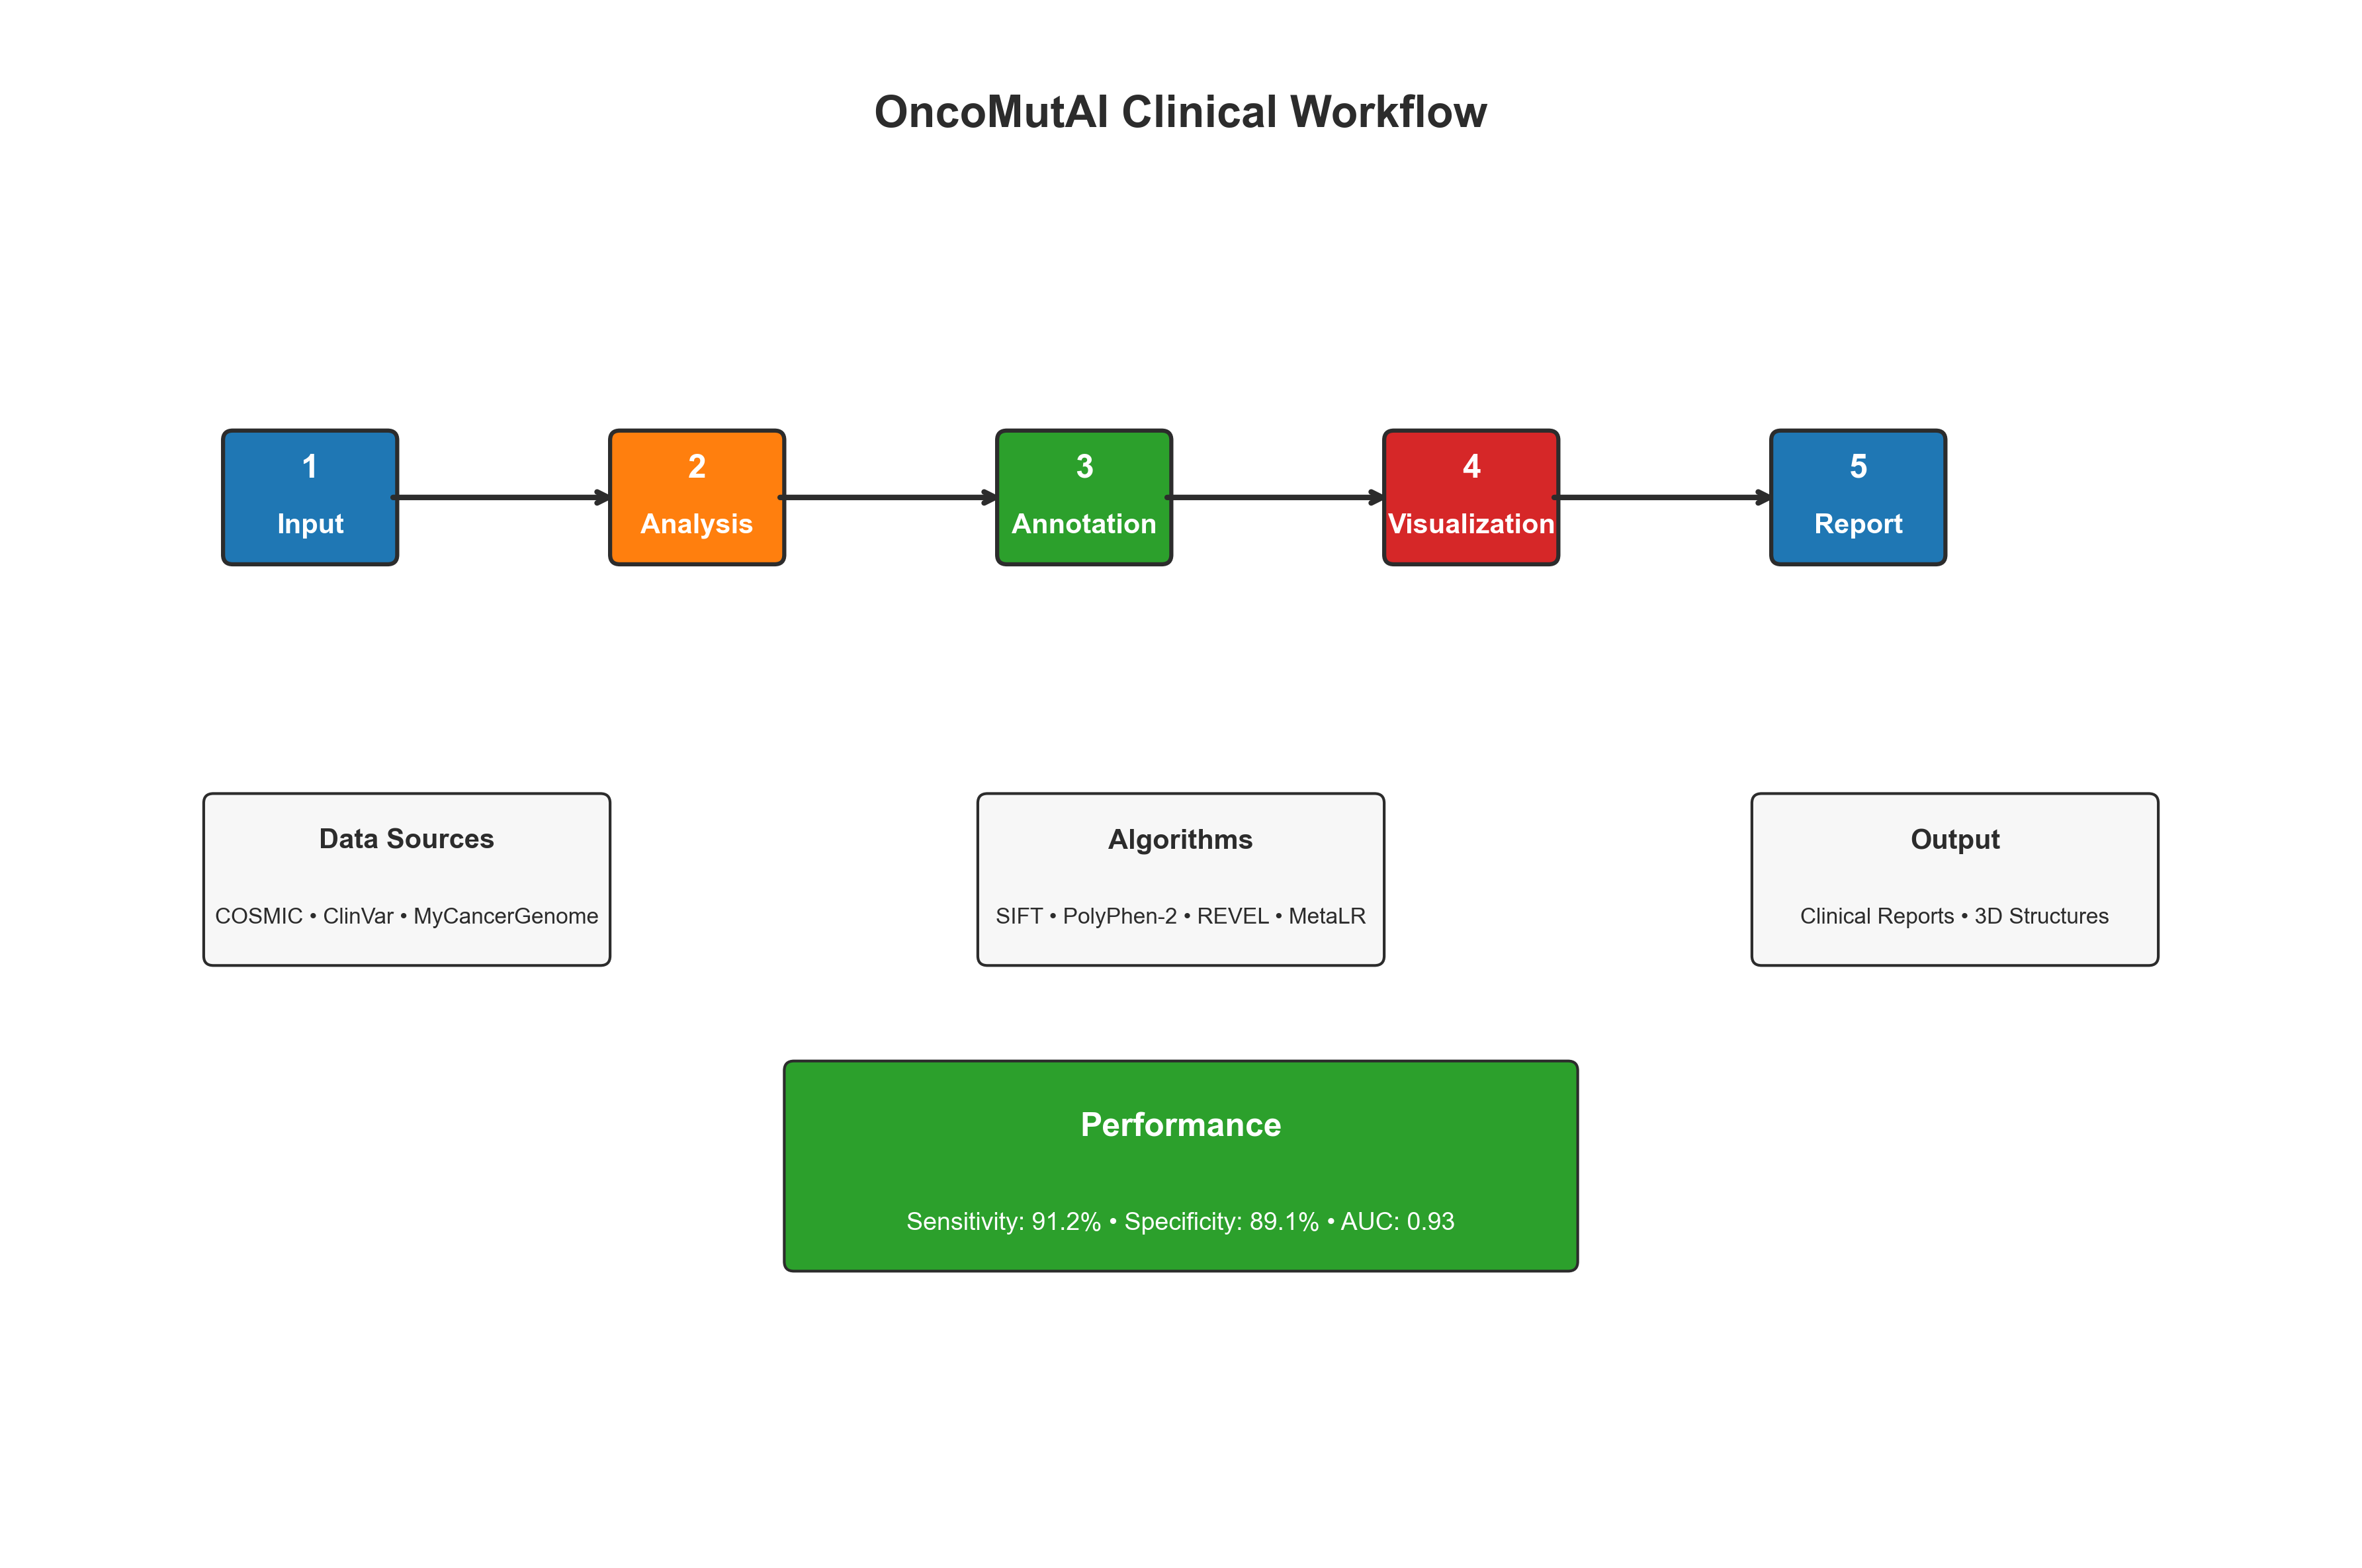 OncoMutAI Clinical Workflow
1
Input
2
Analysis
3
Annotation
4
Visualization
5
Report
Data Sources
COSMIC • ClinVar • MyCancerGenome
Algorithms
SIFT • PolyPhen-2 • REVEL • MetaLR
Output
Clinical Reports • 3D Structures
Performance
Sensitivity: 91.2% • Specificity: 89.1% • AUC: 0.93